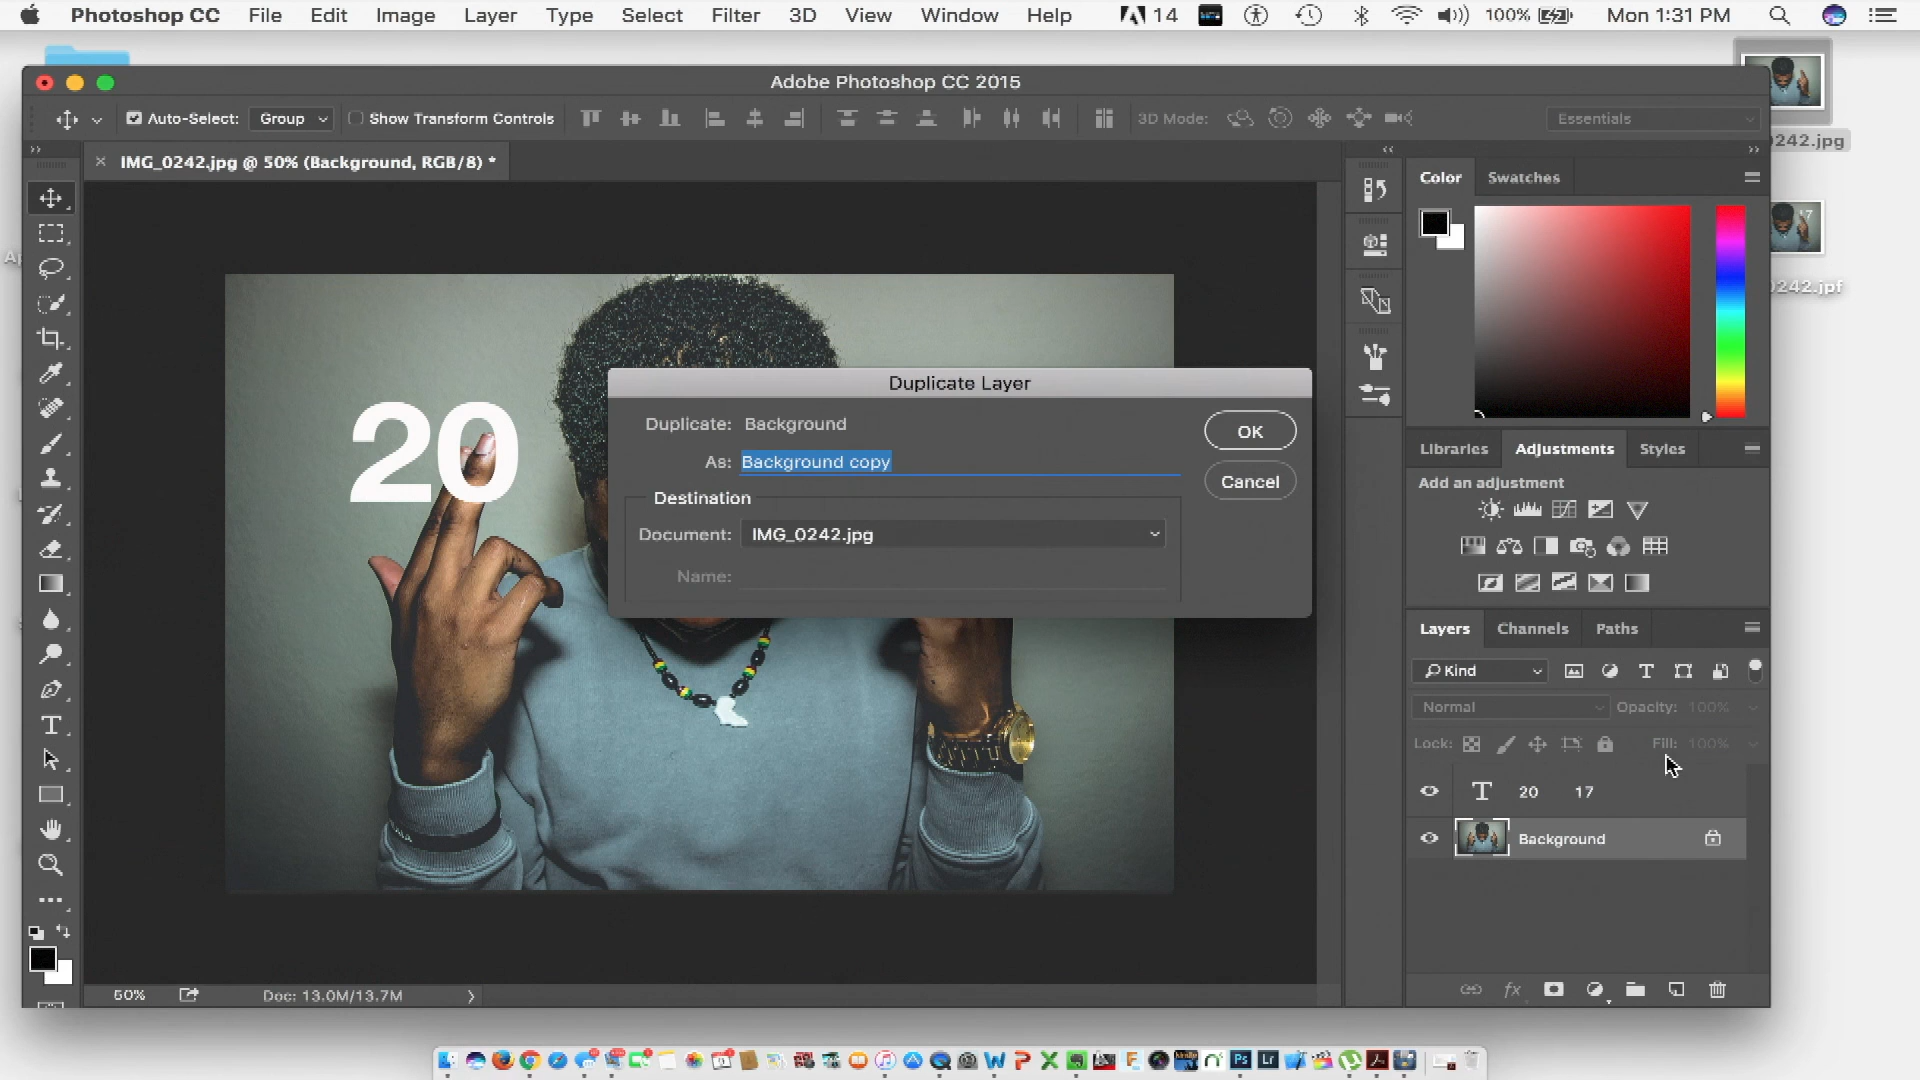 Photoshop CC File Edit Image Layer Type Select Filter 3D View Window Help 14 100% Mon 1:31 PM
Adobe Photoshop CC 2015
Auto-Select: Group Show Transform Controls 3D Mode: Essentials
242.jpg
IMG_0242.jpg @ 50% (Background, RGB/8) *
Color Swatches
17
242.jpf
20
Duplicate Layer
Duplicate: Background
OK
As: Background copy
Cancel
Destination
Document: IMG_0242.jpg
Name:
Libraries Adjustments Styles
Add an adjustment
Layers Channels Paths
Kind
Normal Opacity: 100%
Lock: Fill: 100%
T 20 17
Background
fx
50% Doc: 13.0M/13.7M